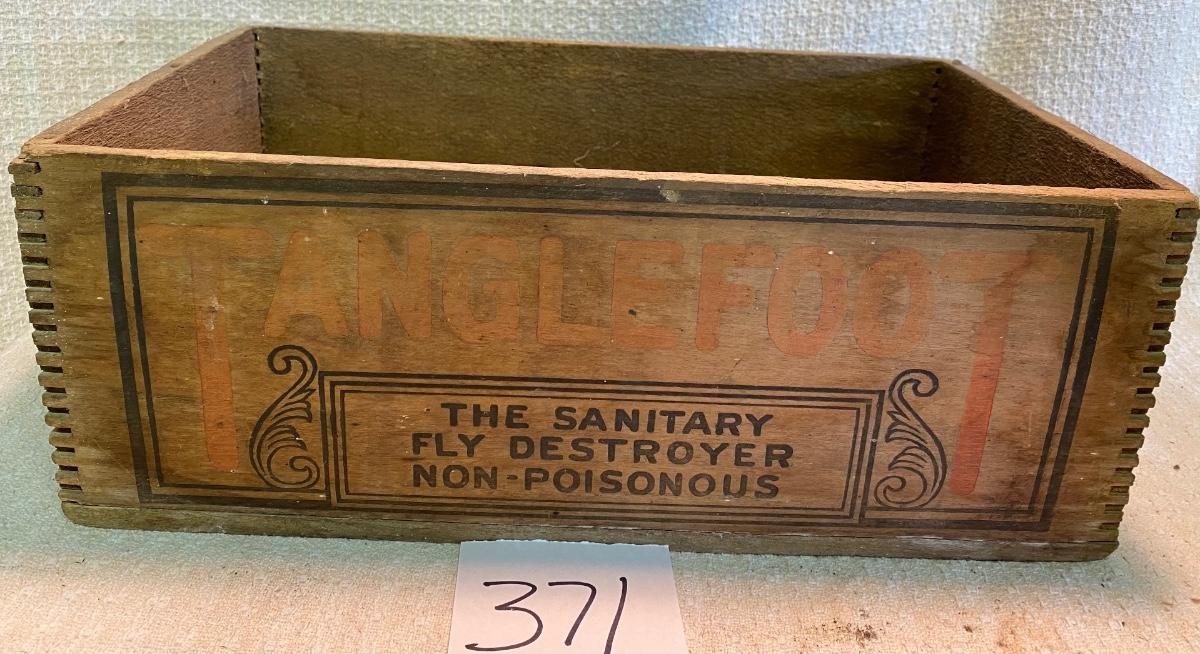 TANGLEFOOT
THE SANITARY
FLY DESTROYER
NON-POISONOUS
371